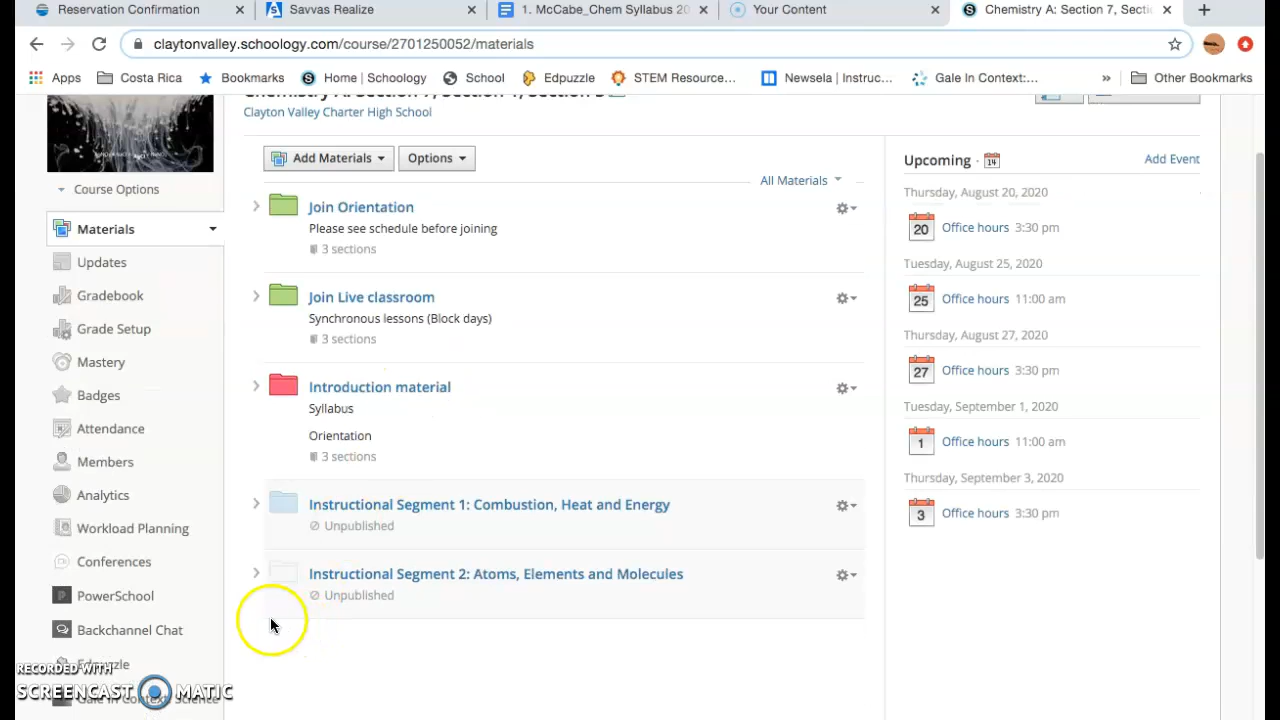 Reservation Confirmation
Savvas Realize
1. McCabe_Chem Syllabus 20
Your Content
Chemistry A: Section 7, Secti
claytonvalley.schoology.com/course/2701250052/materials
Apps
Costa Rica
Bookmarks
Home | Schoology
School
Edpuzzle
STEM Resource...
Newsela | Instruc...
Gale In Context:...
»
Other Bookmarks
Clayton Valley Charter High School
Course Options
Materials
Updates
Gradebook
Grade Setup
Mastery
Badges
Attendance
Members
Analytics
Workload Planning
Conferences
PowerSchool
Backchannel Chat
Edpuzzle
Gale In Context: Science
Add Materials
Options
All Materials
Join Orientation
Please see schedule before joining
3 sections
Join Live classroom
Synchronous lessons (Block days)
3 sections
Introduction material
Syllabus
Orientation
3 sections
Instructional Segment 1: Combustion, Heat and Energy
Unpublished
Instructional Segment 2: Atoms, Elements and Molecules
Unpublished
Upcoming · 14
Add Event
Thursday, August 20, 2020
20 Office hours 3:30 pm
Tuesday, August 25, 2020
25 Office hours 11:00 am
Thursday, August 27, 2020
27 Office hours 3:30 pm
Tuesday, September 1, 2020
1 Office hours 11:00 am
Thursday, September 3, 2020
3 Office hours 3:30 pm
RECORDED WITH
SCREENCAST MATIC